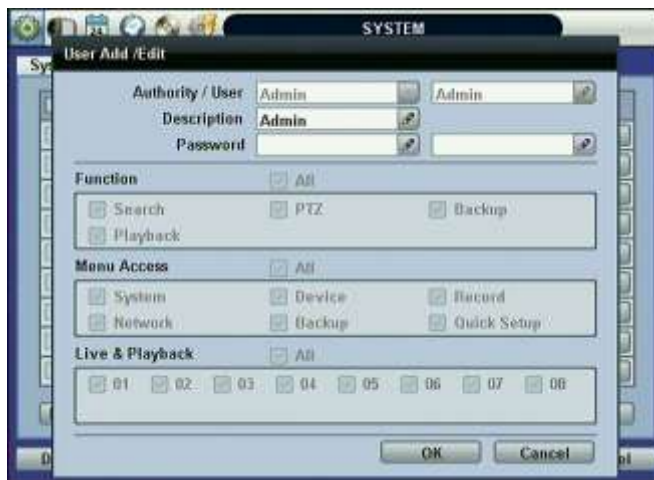 24
SYSTEM
User Add /Edit
Authority / User Admin Admin
Description Admin
Password
Function All
Search PTZ Backup
Playback
Menu Access All
System Device Record
Network Backup Quick Setup
Live & Playback All
01 02 03 04 05 06 07 08
OK Cancel